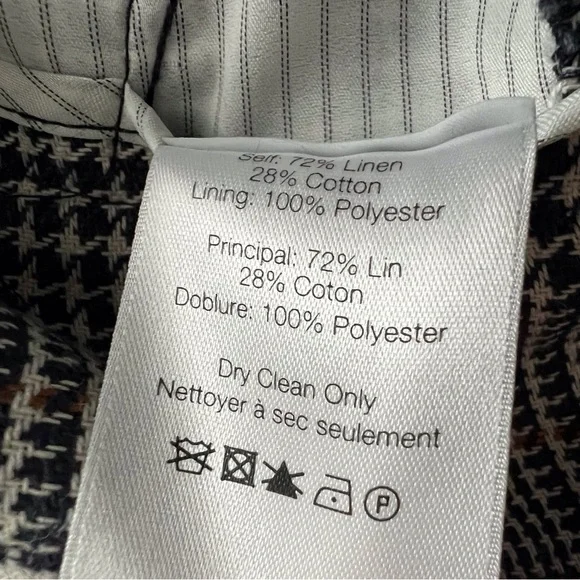 Self: 72% Linen
28% Cotton
Lining: 100% Polyester
Principal: 72% Lin
28% Coton
Doblure: 100% Polyester
Dry Clean Only
Nettoyer à sec seulement
P